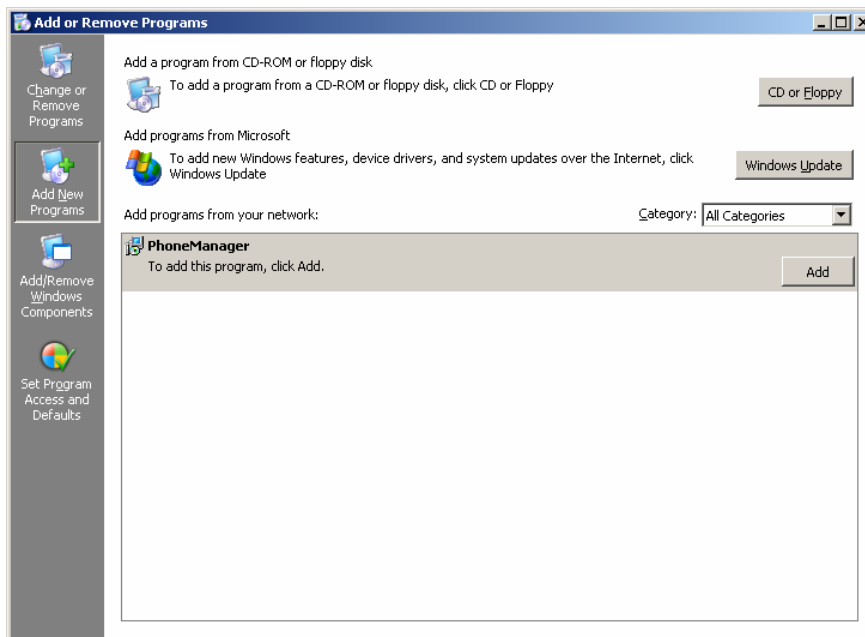 Add or Remove Programs
Change or
Remove
Programs
Add New
Programs
Add/Remove
Windows
Components
Set Program
Access and
Defaults
Add a program from CD-ROM or floppy disk
To add a program from a CD-ROM or floppy disk, click CD or Floppy
CD or Floppy
Add programs from Microsoft
To add new Windows features, device drivers, and system updates over the Internet, click
Windows Update
Windows Update
Add programs from your network:
Category: All Categories
PhoneManager
To add this program, click Add.
Add